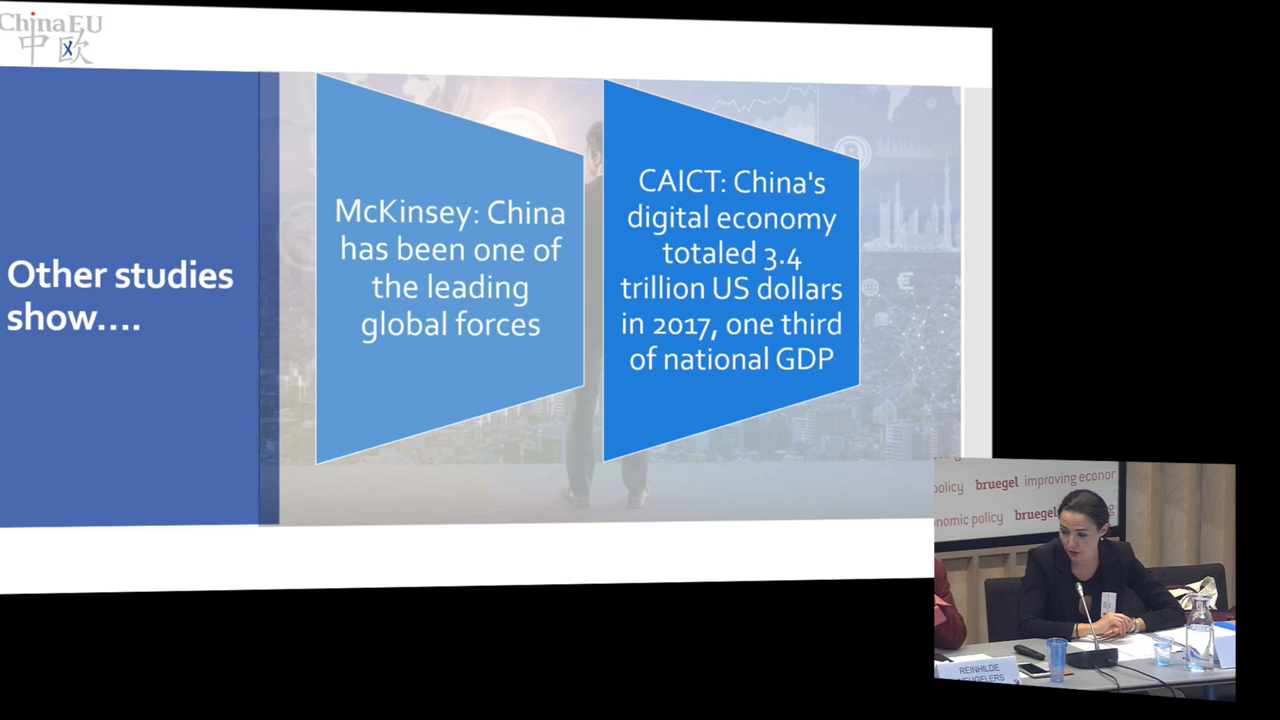 ChinaEU
中欧
Other studies
show....
McKinsey: China
has been one of
the leading
global forces
CAICT: China's
digital economy
totaled 3.4
trillion US dollars
in 2017, one third
of national GDP
policy bruegel improving econor
nomic policy bruegel
REINHILDE